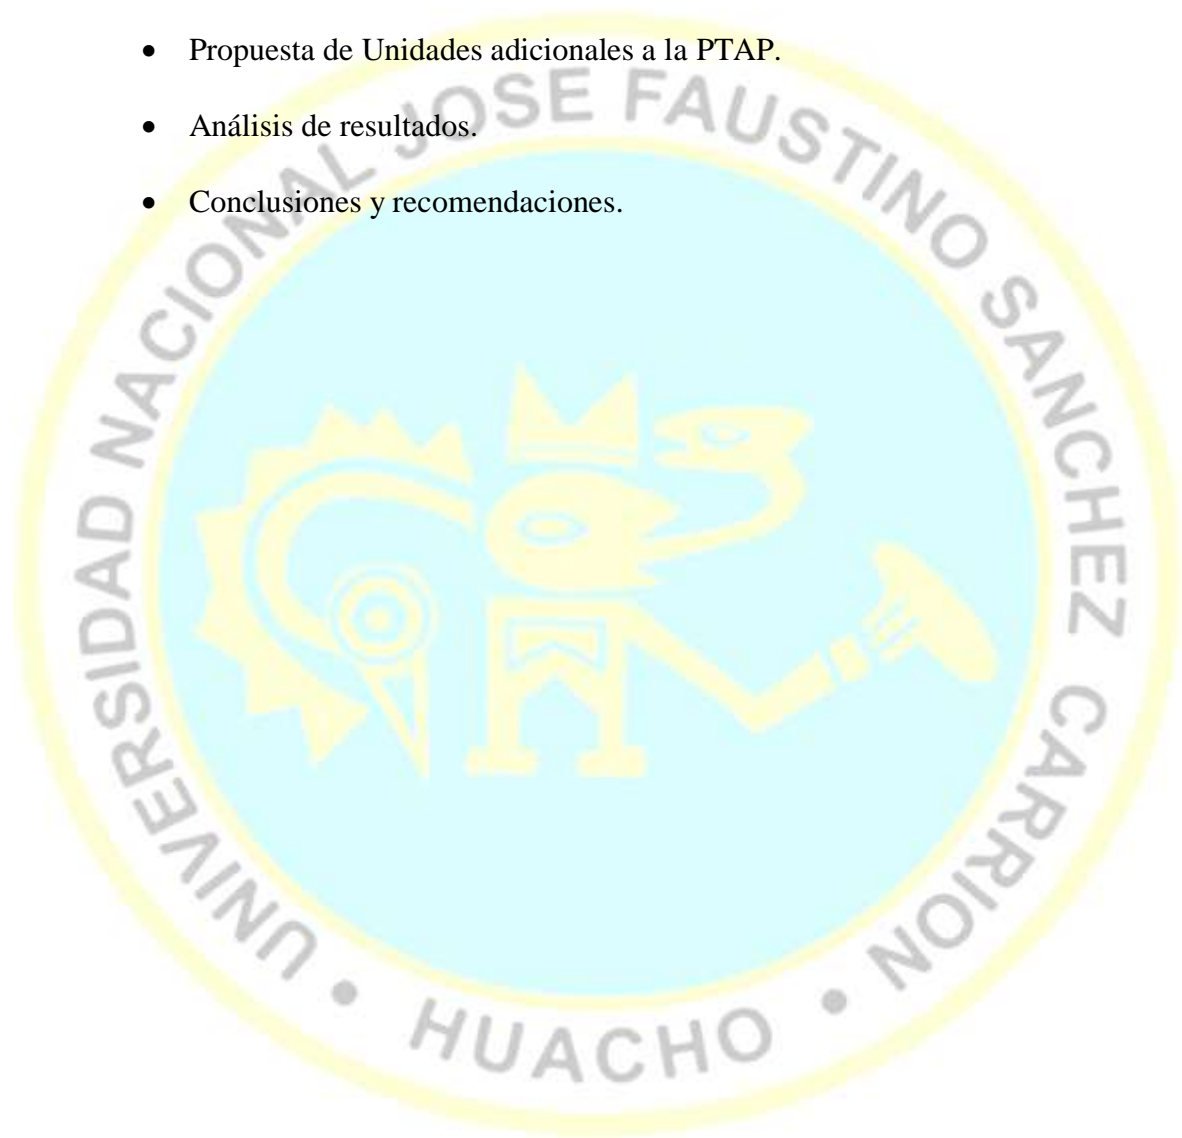 • Propuesta de Unidades adicionales a la PTAP.
• Análisis de resultados.
• Conclusiones y recomendaciones.
UNIVERSIDAD NACIONAL JOSE FAUSTINO SANCHEZ CARRION • HUACHO •